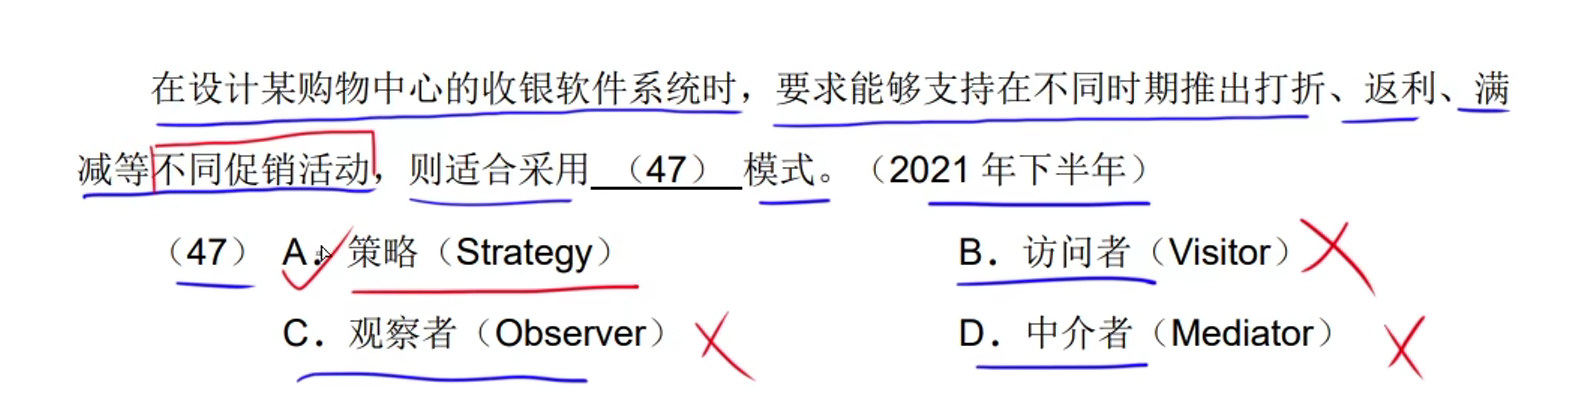 在设计某购物中心的收银软件系统时，要求能够支持在不同时期推出打折、返利、满
减等不同促销活动，则适合采用 （47） 模式。（2021 年下半年）
（47） A．策略（Strategy） B．访问者（Visitor）
C．观察者（Observer） D．中介者（Mediator）